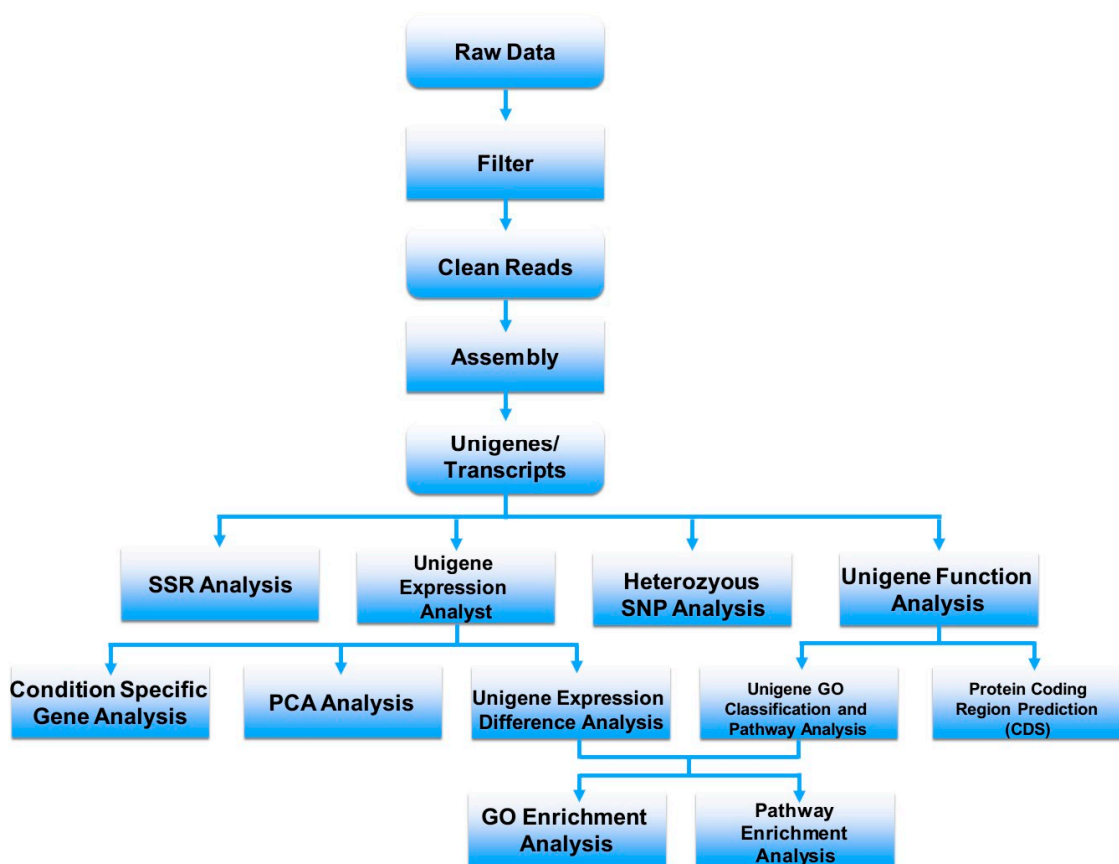 Raw Data
Filter
Clean Reads
Assembly
Unigenes/
Transcripts
SSR Analysis
Unigene
Expression
Analyst
Heterozyous
SNP Analysis
Unigene Function
Analysis
Condition Specific
Gene Analysis
PCA Analysis
Unigene Expression
Difference Analysis
Unigene GO
Classification and
Pathway Analysis
Protein Coding
Region Prediction
(CDS)
GO Enrichment
Analysis
Pathway
Enrichment
Analysis